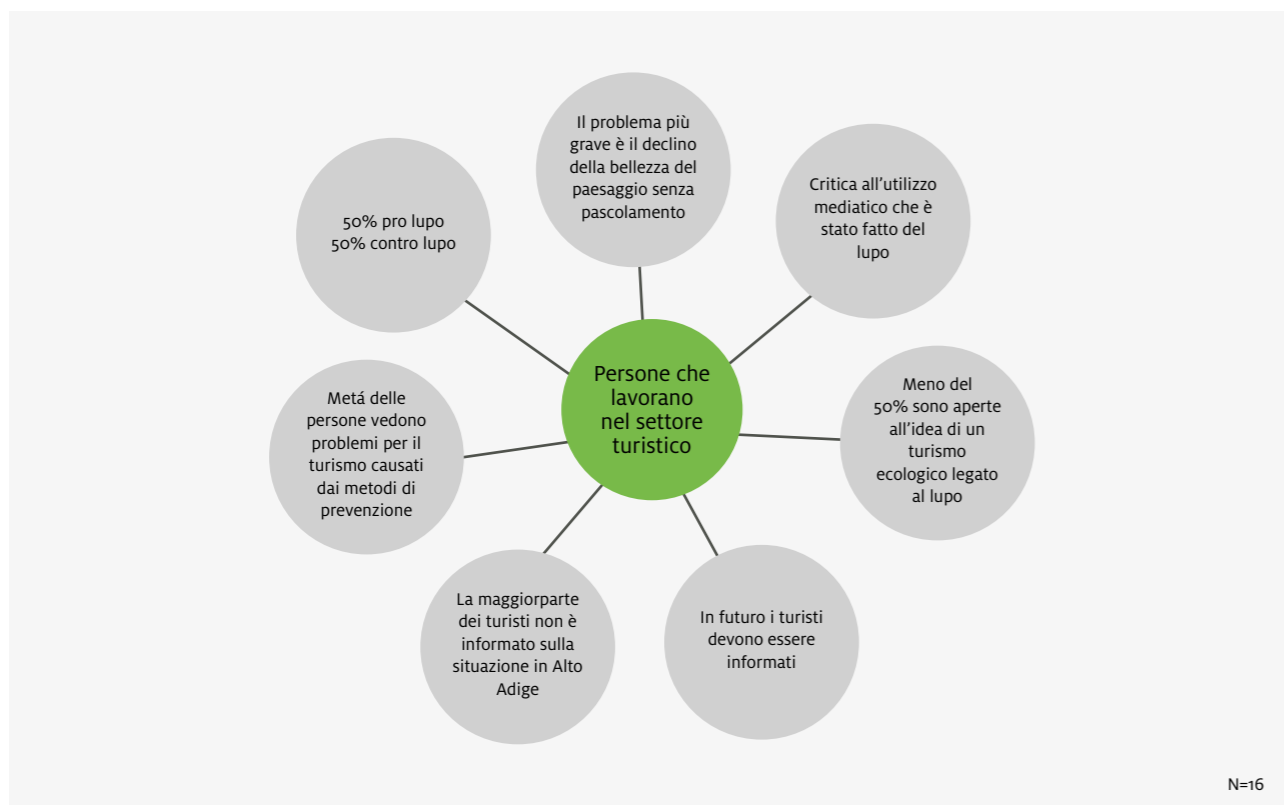 Il problema più
grave è il declino
della bellezza del
paesaggio senza
pascolamento
Critica all'utilizzo
mediatico che è
stato fatto del
lupo
50% pro lupo
50% contro lupo
Persone che
lavorano
nel settore
turistico
Meno del
50% sono aperte
all'idea di un
turismo
ecologico legato
al lupo
Metá delle
persone vedono
problemi per il
turismo causati
dai metodi di
prevenzione
La maggiorparte
dei turisti non è
informato sulla
situazione in Alto
Adige
In futuro i turisti
devono essere
informati
N=16